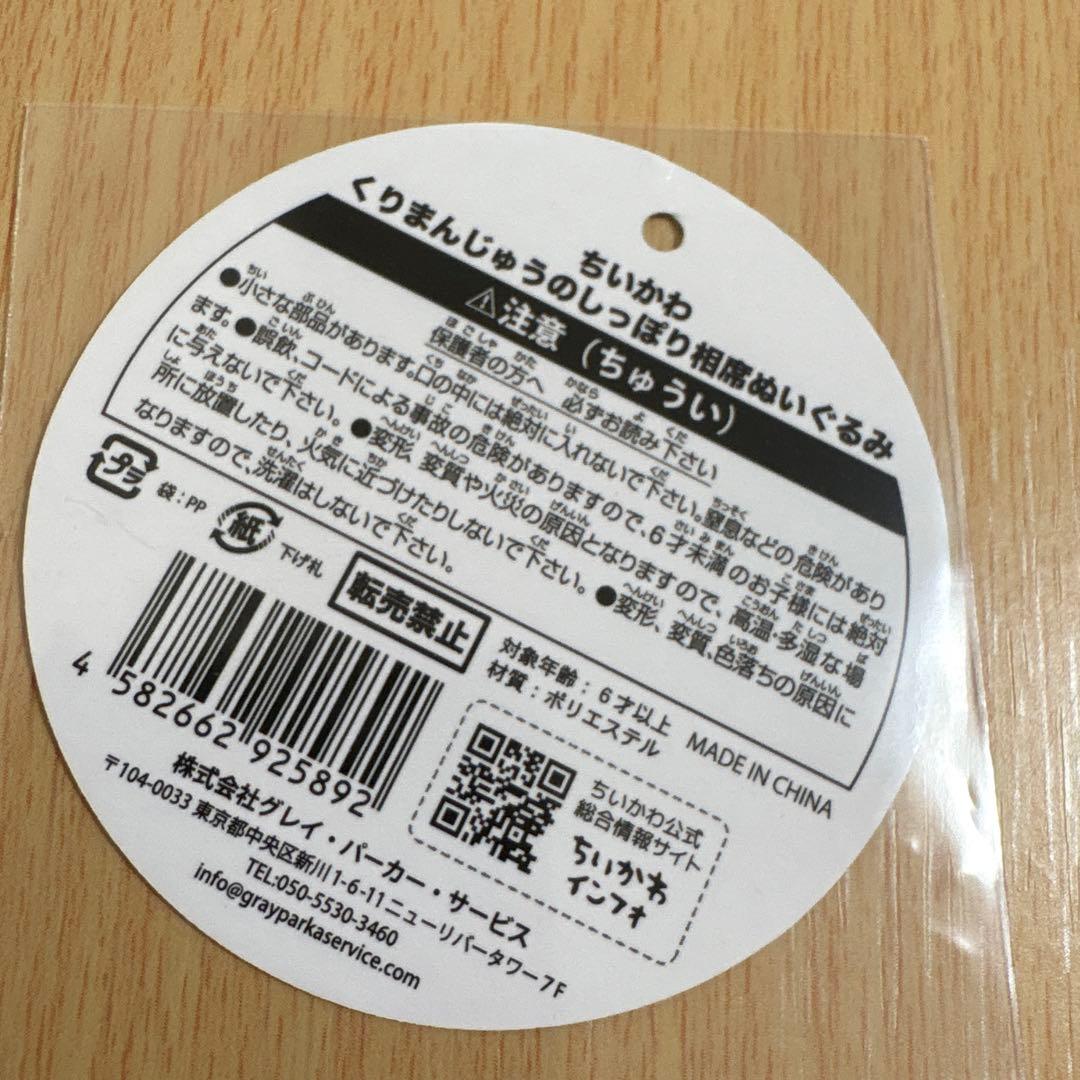 ちいかわ
くりまんじゅうのしっぽり相席ぬいぐるみ
⚠注意（ちゅうい）
保護者の方へ 必ずお読み下さい
●小さな部品があります。口の中には絶対に入れないで下さい。窒息などの危険があり
ます。●誤飲、コードによる事故の危険がありますので、6才未満のお子様には絶対
に与えないで下さい。●変形、変質や火災の原因となりますので、高温・多湿な場
所に放置したり、火気に近づけたりしないで下さい。●変形、変質、色落ちの原因に
なりますので、洗濯はしないで下さい。
プラ
袋：PP
紙
下げ札
転売禁止
対象年齢：6才以上
材質：ポリエステル
MADE IN CHINA
4 582662 925892
ちいかわ公式
総合情報サイト
ちいかわ
インフォ
株式会社グレイ・パーカー・サービス
〒104-0033 東京都中央区新川1-6-11 ニューリバータワー7F
TEL:050-5530-3460
info@grayparkaservice.com